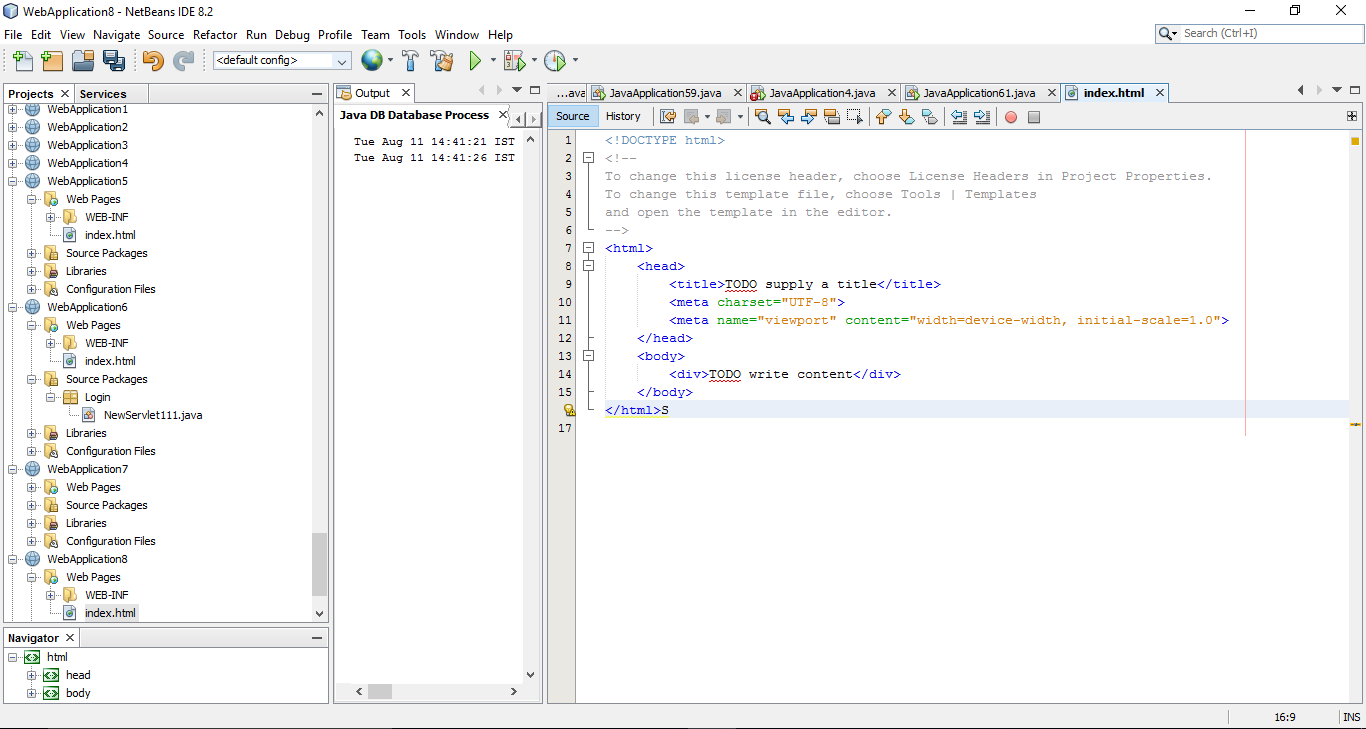 WebApplication8 - NetBeans IDE 8.2
File Edit View Navigate Source Refactor Run Debug Profile Team Tools Window Help
Search (Ctrl+I)
<default config>
Projects Services
WebApplication1
WebApplication2
WebApplication3
WebApplication4
WebApplication5
Web Pages
WEB-INF
index.html
Source Packages
Libraries
Configuration Files
WebApplication6
Web Pages
WEB-INF
index.html
Source Packages
Login
NewServlet111.java
Libraries
Configuration Files
WebApplication7
Web Pages
Source Packages
Libraries
Configuration Files
WebApplication8
Web Pages
WEB-INF
index.html
Navigator
html
head
body
Output
Java DB Database Process
Tue Aug 11 14:41:21 IST
Tue Aug 11 14:41:26 IST
...ava JavaApplication59.java JavaApplication4.java JavaApplication61.java index.html
Source History
1 <!DOCTYPE html>
2 <!--
3 To change this license header, choose License Headers in Project Properties.
4 To change this template file, choose Tools | Templates
5 and open the template in the editor.
6 -->
7 <html>
8 <head>
9 <title>TODO supply a title</title>
10 <meta charset="UTF-8">
11 <meta name="viewport" content="width=device-width, initial-scale=1.0">
12 </head>
13 <body>
14 <div>TODO write content</div>
15 </body>
</html>S
17
16:9 INS